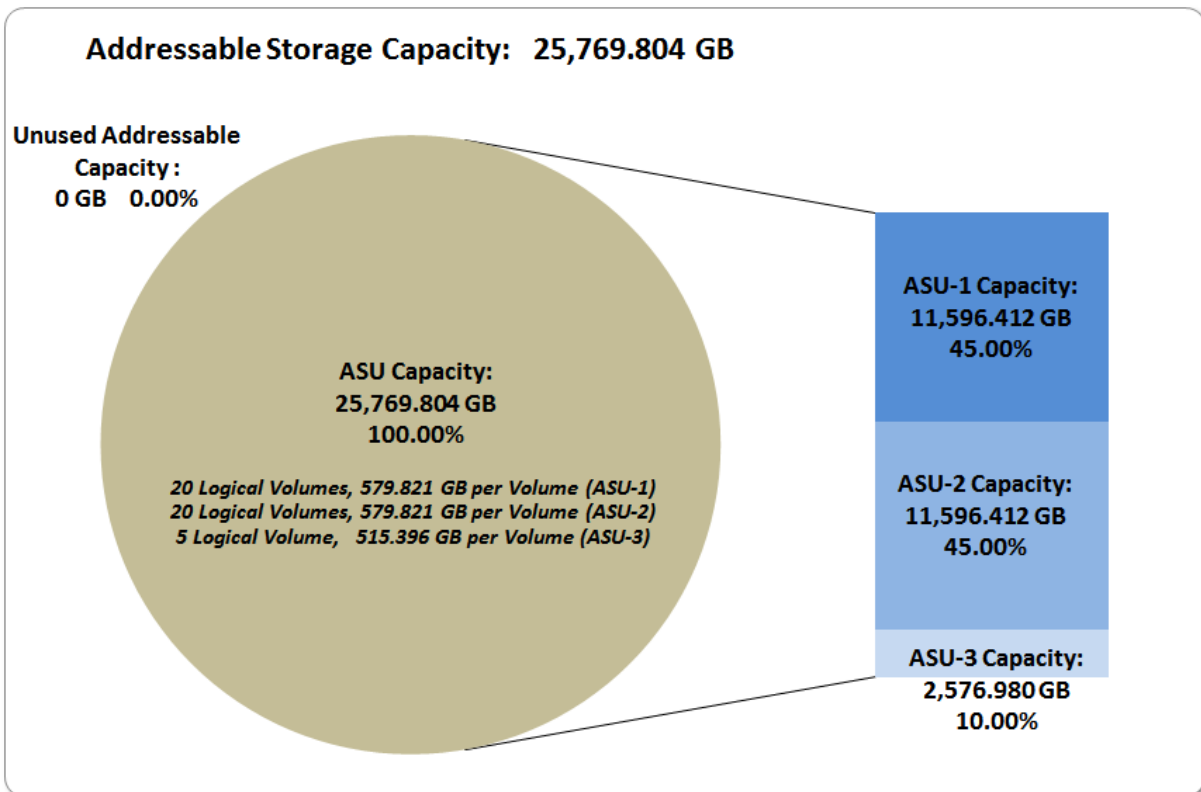 Addressable Storage Capacity: 25,769.804 GB
Unused Addressable
Capacity :
0 GB 0.00%
ASU Capacity:
25,769.804 GB
100.00%
20 Logical Volumes, 579.821 GB per Volume (ASU-1)
20 Logical Volumes, 579.821 GB per Volume (ASU-2)
5 Logical Volume, 515.396 GB per Volume (ASU-3)
ASU-1 Capacity:
11,596.412 GB
45.00%
ASU-2 Capacity:
11,596.412 GB
45.00%
ASU-3 Capacity:
2,576.980 GB
10.00%